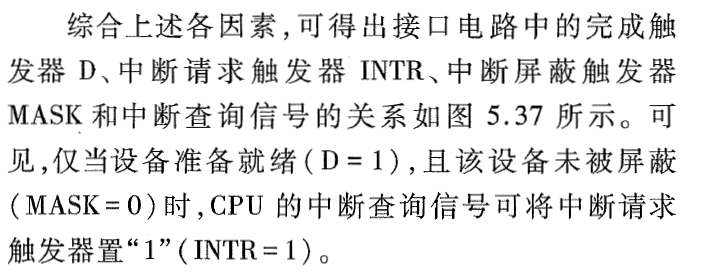 综合上述各因素,可得出接口电路中的完成触
发器 D、中断请求触发器 INTR、中断屏蔽触发器
MASK 和中断查询信号的关系如图 5.37 所示。可
见,仅当设备准备就绪(D=1),且该设备未被屏蔽
(MASK=0)时,CPU 的中断查询信号可将中断请求
触发器置“1”(INTR=1)。